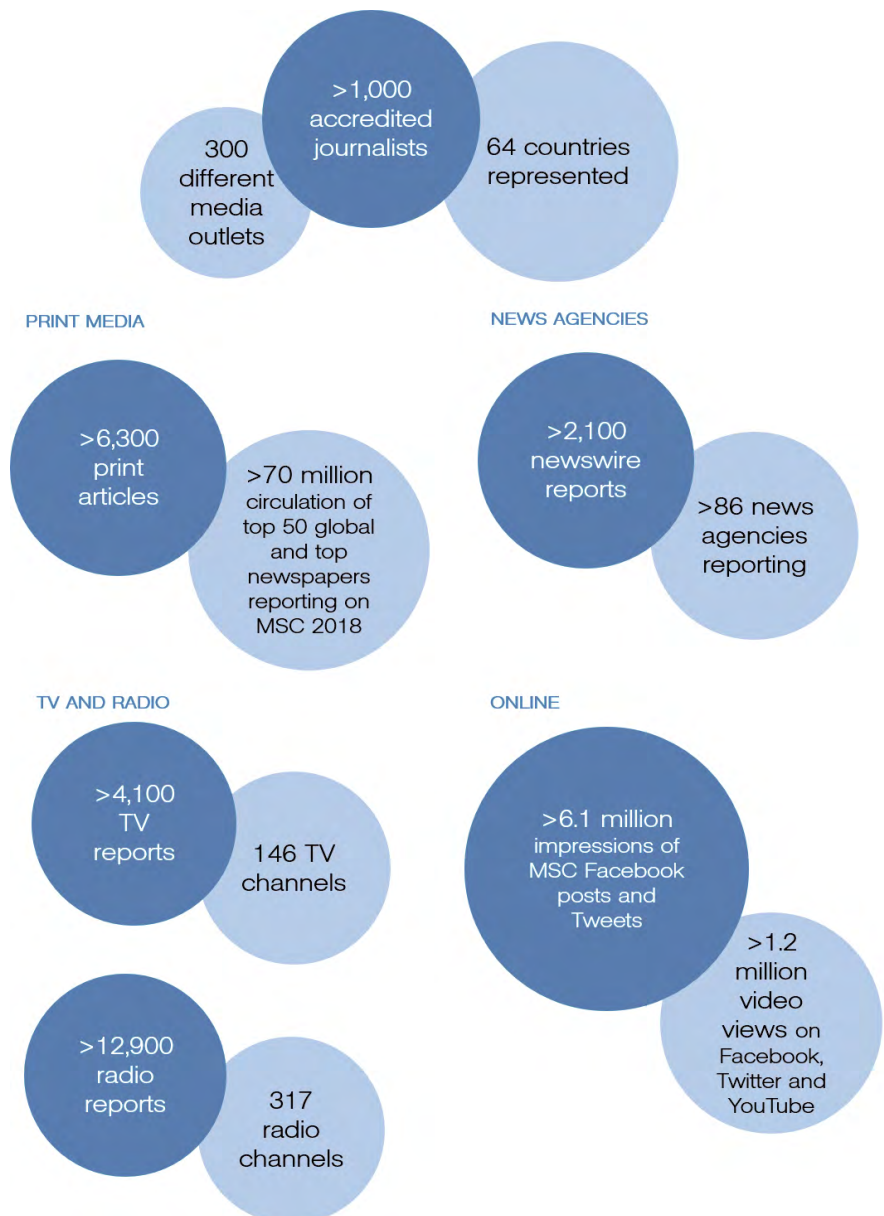 >1,000
accredited
journalists
300
different
media
outlets
64 countries
represented
PRINT MEDIA
>6,300
print
articles
>70 million
circulation of
top 50 global
and top
newspapers
reporting on
MSC 2018
NEWS AGENCIES
>2,100
newswire
reports
>86 news
agencies
reporting
TV AND RADIO
>4,100
TV
reports
146 TV
channels
>12,900
radio
reports
317
radio
channels
ONLINE
>6.1 million
impressions of
MSC Facebook
posts and
Tweets
>1.2
million
video
views on
Facebook,
Twitter and
YouTube